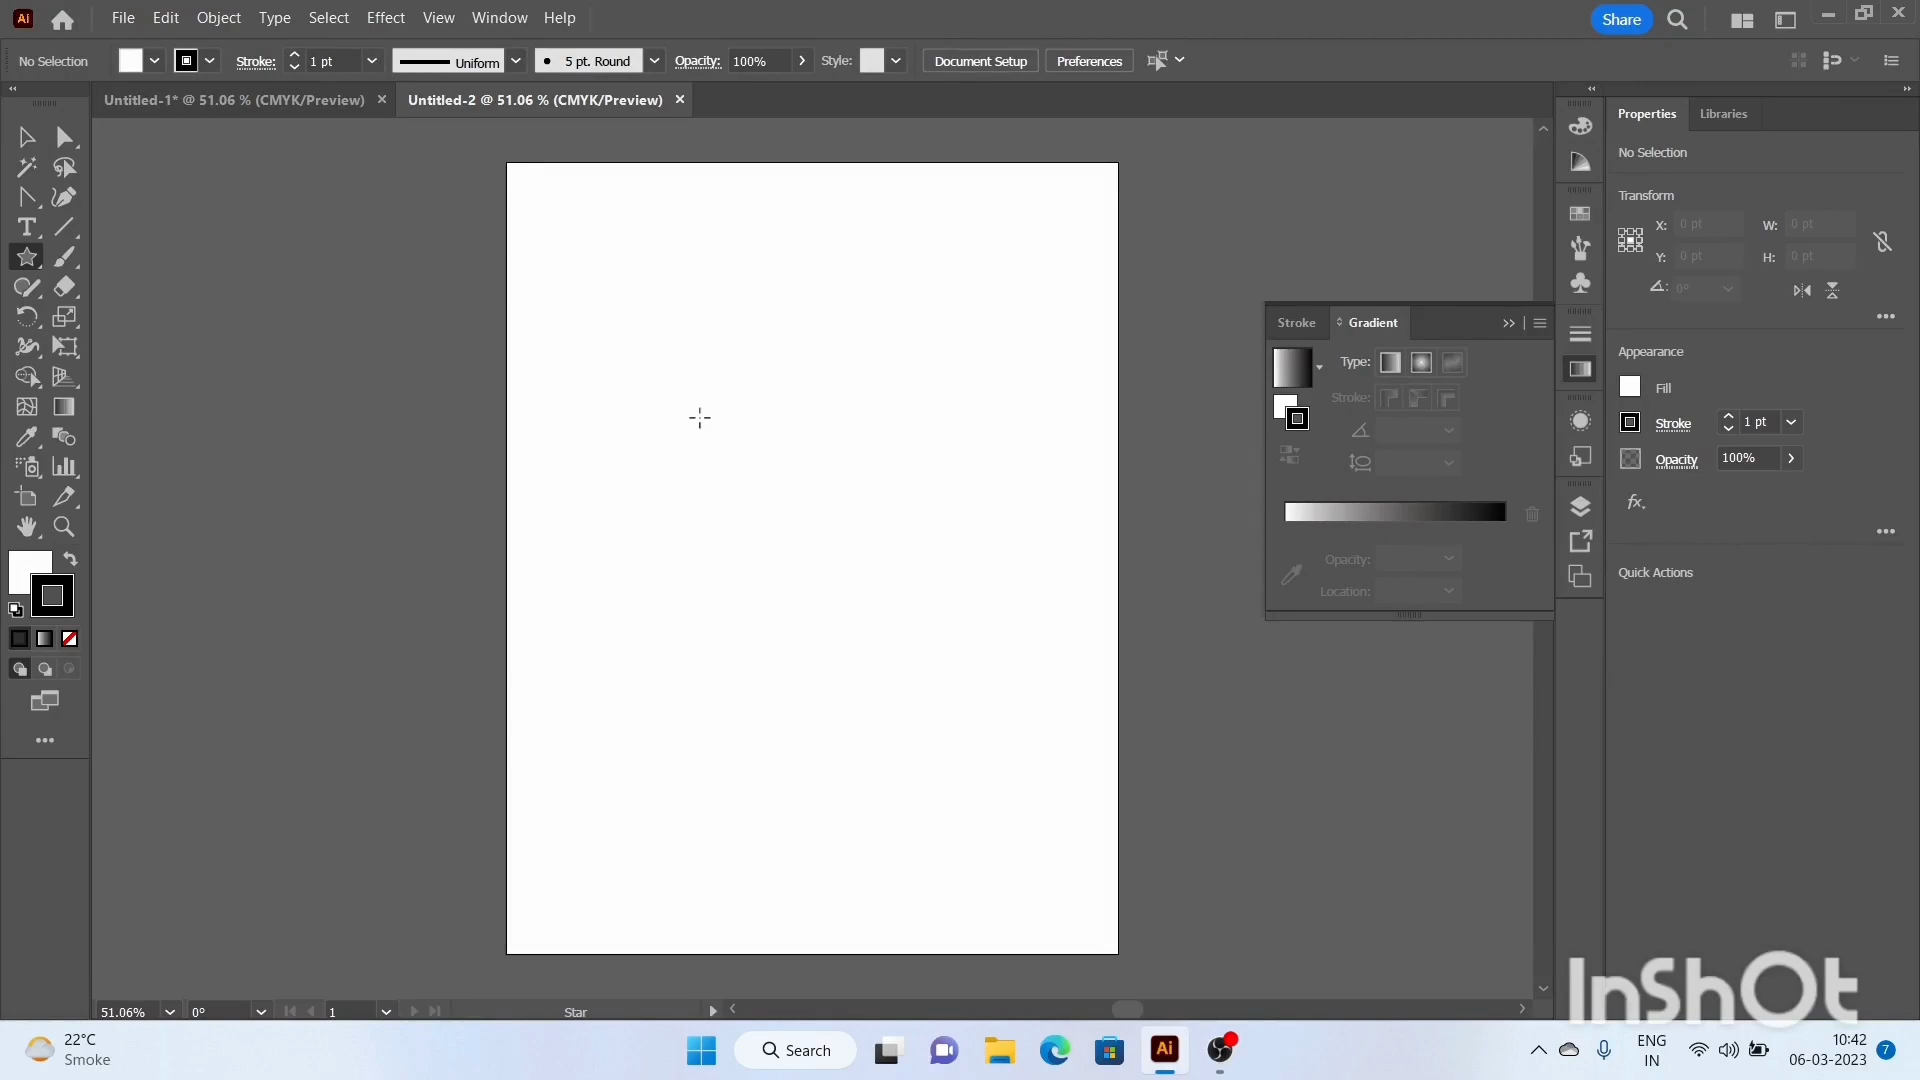 Ai File Edit Object Type Select Effect View Window Help Share
No Selection Stroke: 1 pt Uniform 5 pt. Round Opacity: 100% Style: Document Setup Preferences
Untitled-1* @ 51.06 % (CMYK/Preview) Untitled-2 @ 51.06 % (CMYK/Preview)
Properties Libraries
No Selection
Transform
X: 0 pt W: 0 pt
Y: 0 pt H: 0 pt
0°
Stroke Gradient
Type:
Stroke:
Opacity:
Location:
Appearance
Fill
Stroke 1 pt
Opacity 100%
fx.
Quick Actions
51.06% 0° 1 Star
InShOt
22°C
Smoke
Search
Ai
ENG
IN
10:42
06-03-2023
7